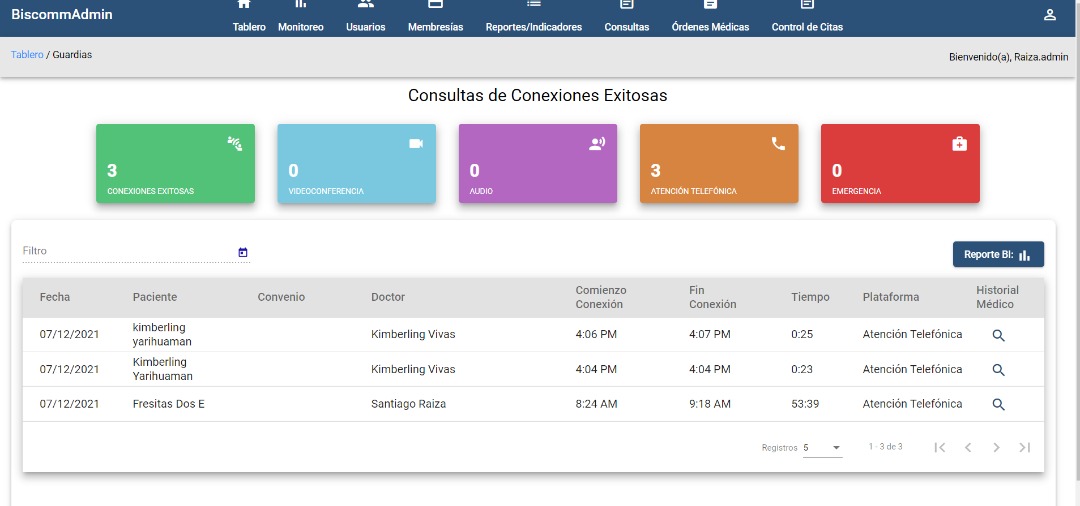 BiscommAdmin
Tablero Monitoreo Usuarios Membresías Reportes/Indicadores Consultas Órdenes Médicas Control de Citas
Tablero / Guardias
Bienvenido(a), Raiza.admin
Consultas de Conexiones Exitosas
3
CONEXIONES EXITOSAS
0
VIDEOCONFERENCIA
0
AUDIO
3
ATENCIÓN TELEFÓNICA
0
EMERGENCIA
Filtro
Reporte BI:
Fecha Paciente Convenio Doctor Comienzo Conexión Fin Conexión Tiempo Plataforma Historial Médico
07/12/2021 kimberling yarihuaman Kimberling Vivas 4:06 PM 4:07 PM 0:25 Atención Telefónica
07/12/2021 Kimberling Yarihuaman Kimberling Vivas 4:04 PM 4:04 PM 0:23 Atención Telefónica
07/12/2021 Fresitas Dos E Santiago Raiza 8:24 AM 9:18 AM 53:39 Atención Telefónica
Registros 5 1 - 3 de 3